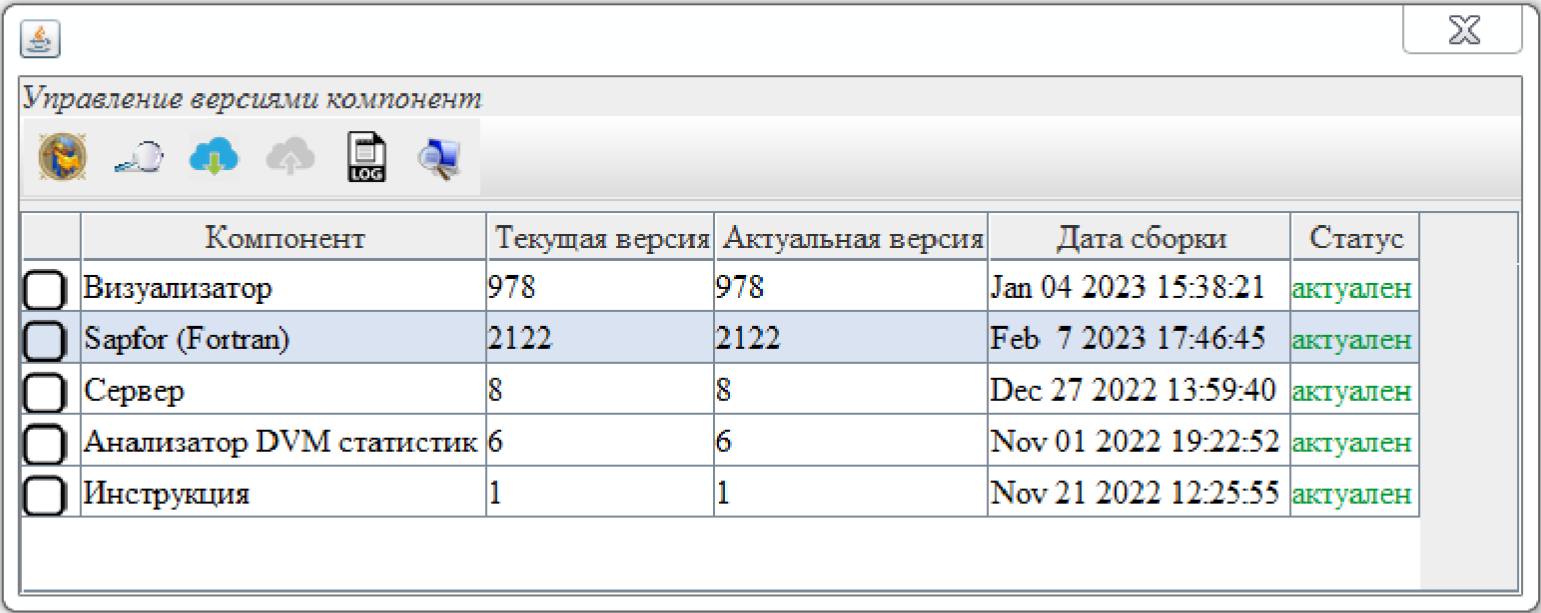 Управление версиями компонент
LOG
Компонент Текущая версия Актуальная версия Дата сборки Статус
Визуализатор 978 978 Jan 04 2023 15:38:21 актуален
Sapfor (Fortran) 2122 2122 Feb 7 2023 17:46:45 актуален
Сервер 8 8 Dec 27 2022 13:59:40 актуален
Анализатор DVM статистик 6 6 Nov 01 2022 19:22:52 актуален
Инструкция 1 1 Nov 21 2022 12:25:55 актуален